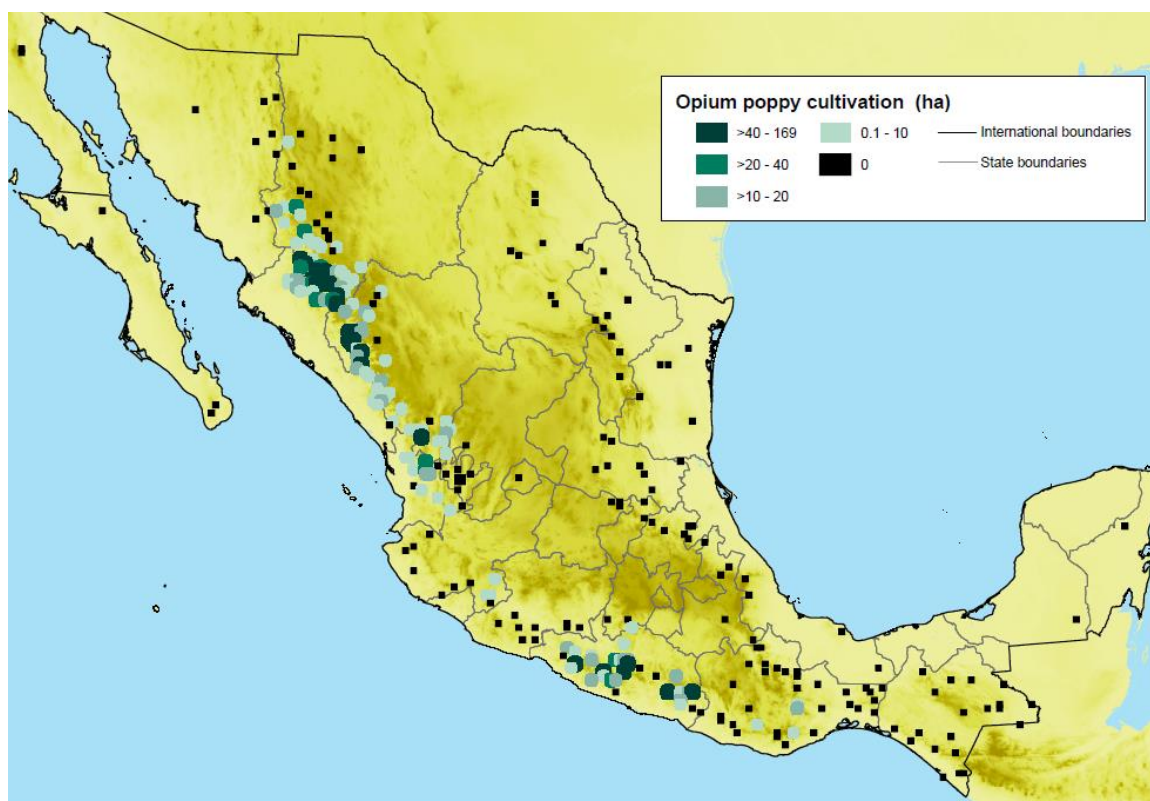 Opium poppy cultivation (ha)
>40 - 169
0.1 - 10
International boundaries
>20 - 40
0
State boundaries
>10 - 20